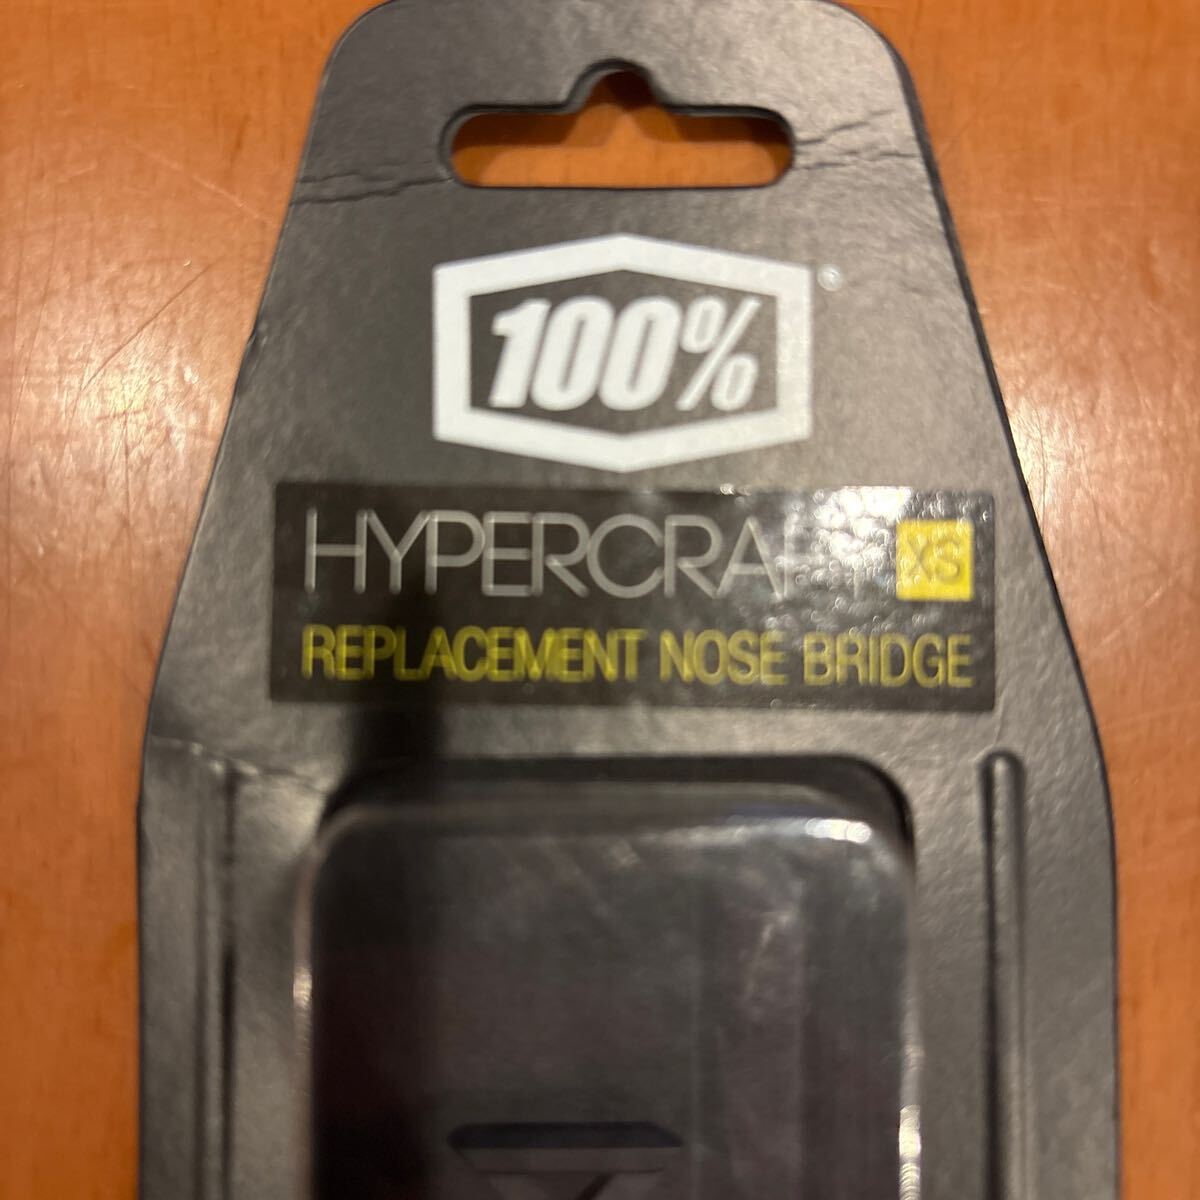 100%®
HYPERCRAFT XS
REPLACEMENT NOSE BRIDGE